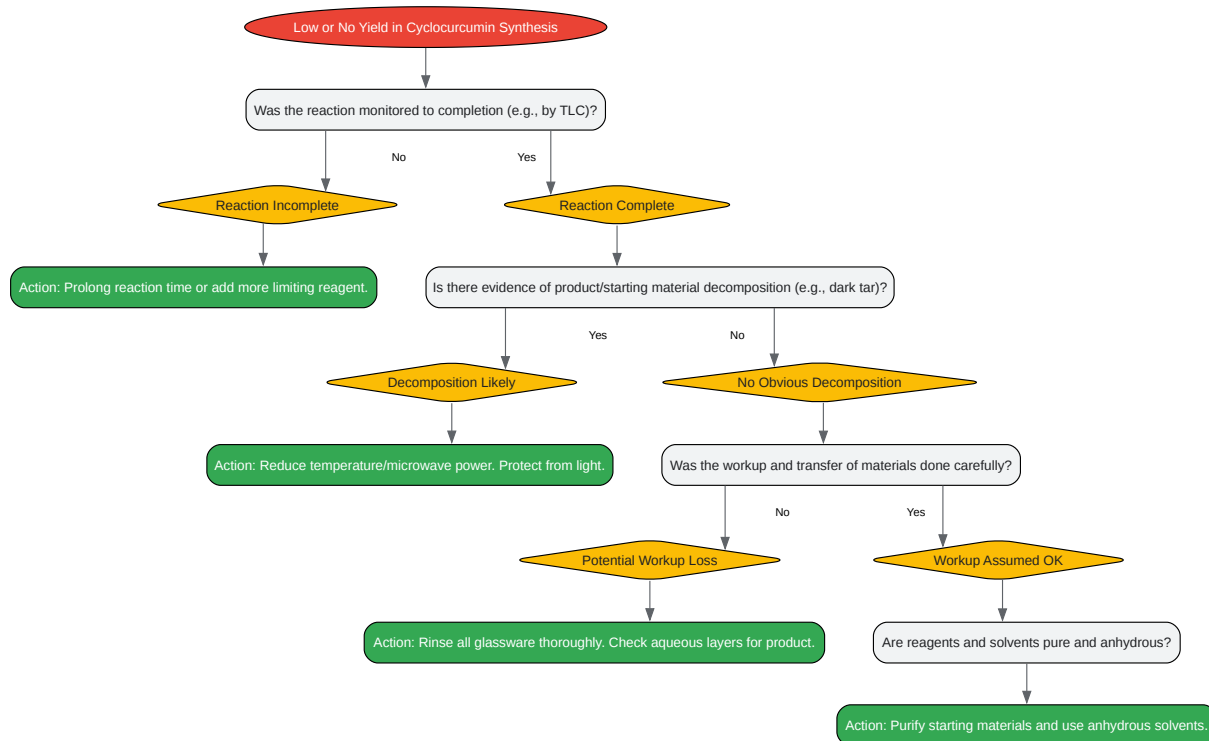 Low or No Yield in Cyclocurcumin Synthesis
Was the reaction monitored to completion (e.g., by TLC)?
No
Yes
Reaction Incomplete
Reaction Complete
Action: Prolong reaction time or add more limiting reagent.
Is there evidence of product/starting material decomposition (e.g., dark tar)?
Yes
No
Decomposition Likely
No Obvious Decomposition
Action: Reduce temperature/microwave power. Protect from light.
Was the workup and transfer of materials done carefully?
No
Yes
Potential Workup Loss
Workup Assumed OK
Action: Rinse all glassware thoroughly. Check aqueous layers for product.
Are reagents and solvents pure and anhydrous?
Action: Purify starting materials and use anhydrous solvents.